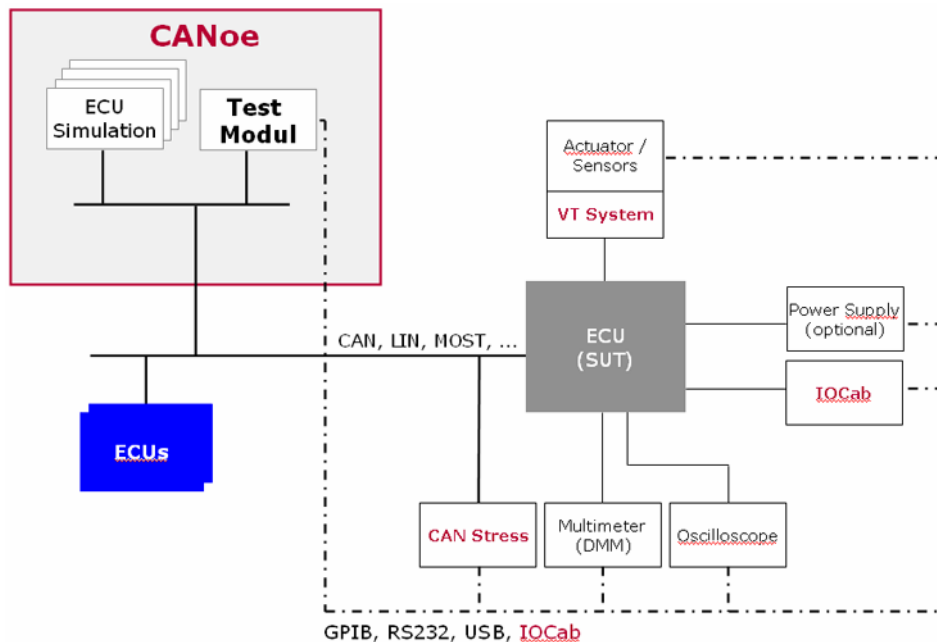 CANoe
ECU
Simulation
Test
Modul
Actuator /
Sensors
VT System
CAN, LIN, MOST, ...
ECU
(SUT)
Power Supply
(optional)
IOCab
ECUs
CAN Stress
Multimeter
(DMM)
Oscilloscope
GPIB, RS232, USB, IOCab